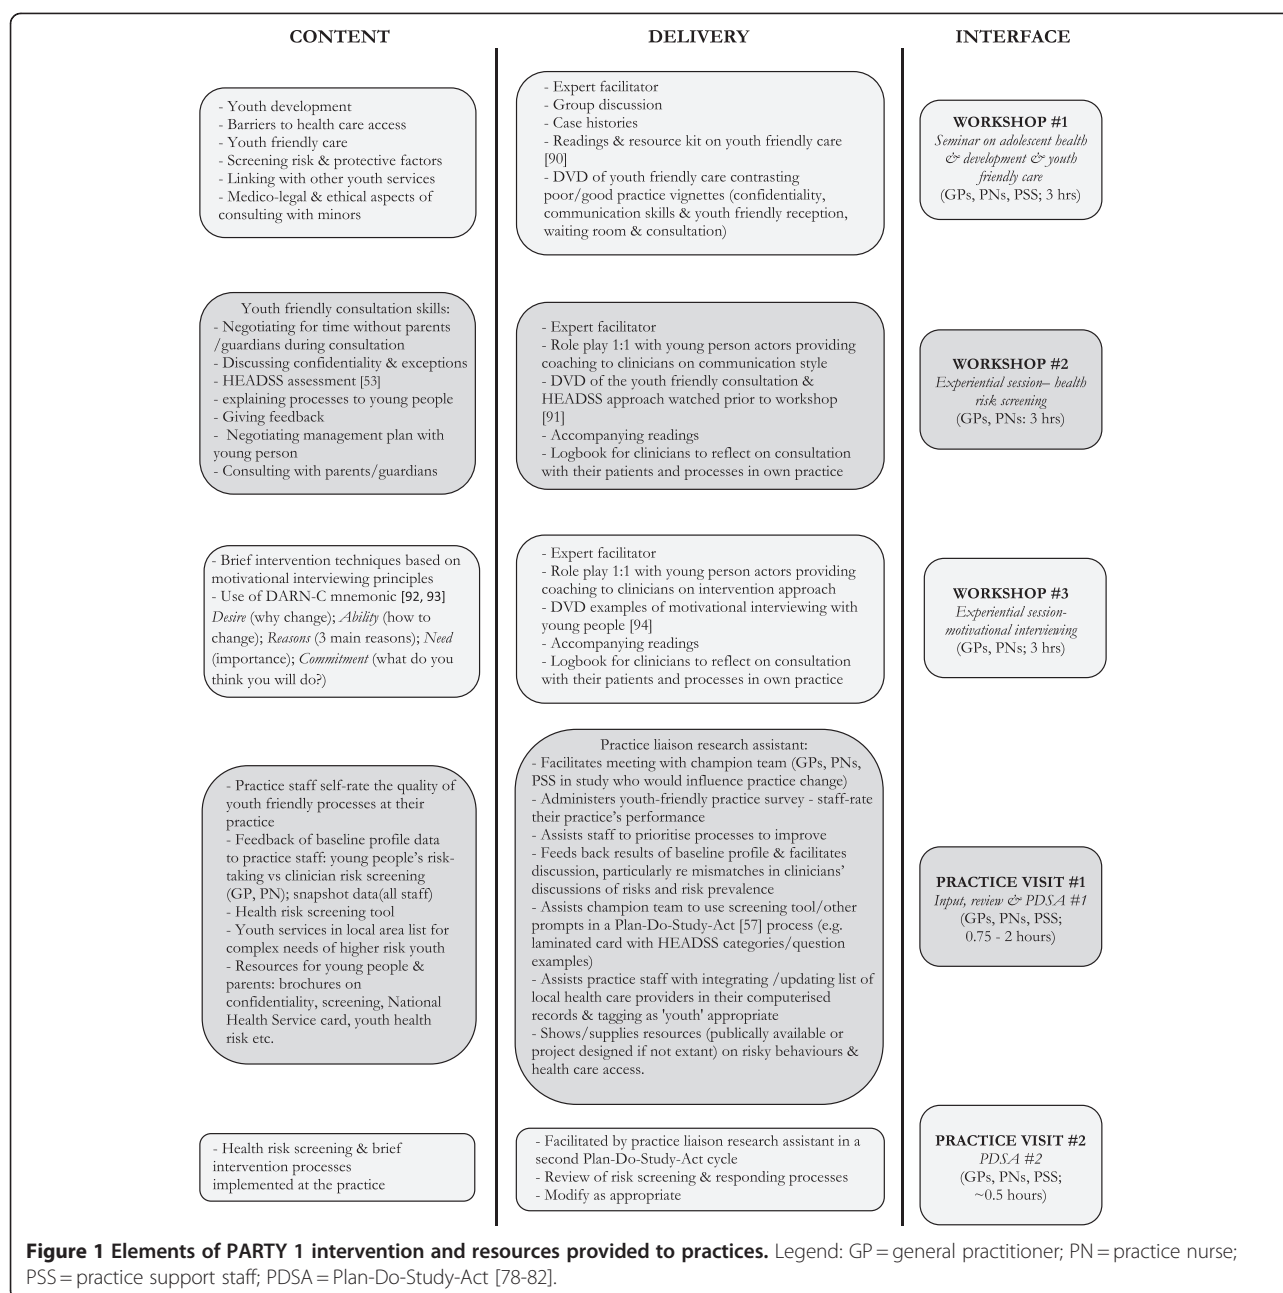 CONTENT
DELIVERY
INTERFACE
- Youth development
- Barriers to health care access
- Youth friendly care
- Screening risk & protective factors
- Linking with other youth services
- Medico-legal & ethical aspects of
consulting with minors
- Expert facilitator
- Group discussion
- Case histories
- Readings & resource kit on youth friendly care
[90]
- DVD of youth friendly care contrasting
poor/good practice vignettes (confidentiality,
communication skills & youth friendly reception,
waiting room & consultation)
WORKSHOP #1
Seminar on adolescent health
& development & youth
friendly care
(GPs, PNs, PSS; 3 hrs)
Youth friendly consultation skills:
- Negotiating for time without parents
/guardians during consultation
- Discussing confidentiality & exceptions
- HEADSS assessment [53]
- explaining processes to young people
- Giving feedback
- Negotiating management plan with
young person
- Consulting with parents/guardians
- Expert facilitator
- Role play 1:1 with young person actors providing
coaching to clinicians on communication style
- DVD of the youth friendly consultation &
HEADSS approach watched prior to workshop
[91]
- Accompanying readings
- Logbook for clinicians to reflect on consultation
with their patients and processes in own practice
WORKSHOP #2
Experiential session– health
risk screening
(GPs, PNs: 3 hrs)
- Brief intervention techniques based on
motivational interviewing principles
- Use of DARN-C mnemonic [92, 93]
Desire (why change); Ability (how to
change); Reasons (3 main reasons); Need
(importance); Commitment (what do you
think you will do?)
- Expert facilitator
- Role play 1:1 with young person actors providing
coaching to clinicians on intervention approach
- DVD examples of motivational interviewing with
young people [94]
- Accompanying readings
- Logbook for clinicians to reflect on consultation
with their patients and processes in own practice
WORKSHOP #3
Experiential session-
motivational interviewing
(GPs, PNs; 3 hrs)
- Practice staff self-rate the quality of
youth friendly processes at their
practice
- Feedback of baseline profile data
to practice staff: young people's risk-
taking vs clinician risk screening
(GP, PN); snapshot data(all staff)
- Health risk screening tool
- Youth services in local area list for
complex needs of higher risk youth
- Resources for young people &
parents: brochures on
confidentiality, screening, National
Health Service card, youth health
risk etc.
Practice liaison research assistant:
- Facilitates meeting with champion team (GPs, PNs,
PSS in study who would influence practice change)
- Administers youth-friendly practice survey - staff-rate
their practice's performance
- Assists staff to prioritise processes to improve
- Feeds back results of baseline profile & facilitates
discussion, particularly re mismatches in clinicians'
discussions of risks and risk prevalence
- Assists champion team to use screening tool/other
prompts in a Plan-Do-Study-Act [57] process (e.g.
laminated card with HEADSS categories/question
examples)
- Assists practice staff with integrating /updating list of
local health care providers in their computerised
records & tagging as 'youth' appropriate
- Shows/supplies resources (publically available or
project designed if not extant) on risky behaviours &
health care access.
PRACTICE VISIT #1
Input, review & PDSA #1
(GPs, PNs, PSS;
0.75 - 2 hours)
- Health risk screening & brief
intervention processes
implemented at the practice
- Facilitated by practice liaison research assistant in a
second Plan-Do-Study-Act cycle
- Review of risk screening & responding processes
- Modify as appropriate
PRACTICE VISIT #2
PDSA #2
(GPs, PNs, PSS;
~0.5 hours)
Figure 1 Elements of PARTY 1 intervention and resources provided to practices. Legend: GP = general practitioner; PN = practice nurse;
PSS = practice support staff; PDSA = Plan-Do-Study-Act [78-82].